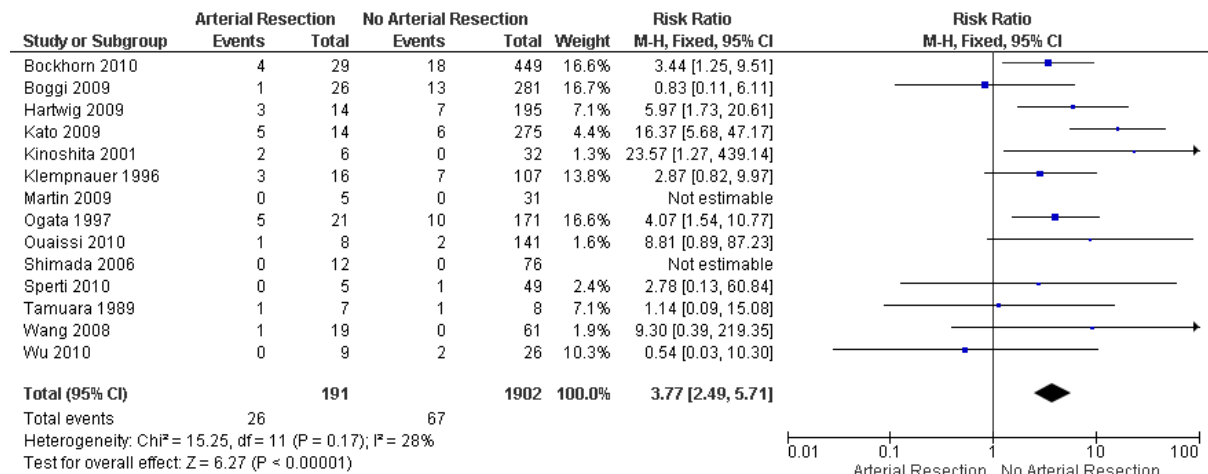 Arterial Resection No Arterial Resection Risk Ratio Risk Ratio
Study or Subgroup Events Total Events Total Weight M-H, Fixed, 95% CI M-H, Fixed, 95% CI
Bockhorn 2010 4 29 18 449 16.6% 3.44 [1.25, 9.51]
Boggi 2009 1 26 13 281 16.7% 0.83 [0.11, 6.11]
Hartwig 2009 3 14 7 195 7.1% 5.97 [1.73, 20.61]
Kato 2009 5 14 6 275 4.4% 16.37 [5.68, 47.17]
Kinoshita 2001 2 6 0 32 1.3% 23.57 [1.27, 439.14]
Klempnauer 1996 3 16 7 107 13.8% 2.87 [0.82, 9.97]
Martin 2009 0 5 0 31 Not estimable
Ogata 1997 5 21 10 171 16.6% 4.07 [1.54, 10.77]
Ouaissi 2010 1 8 2 141 1.6% 8.81 [0.89, 87.23]
Shimada 2006 0 12 0 76 Not estimable
Sperti 2010 0 5 1 49 2.4% 2.78 [0.13, 60.84]
Tamuara 1989 1 7 1 8 7.1% 1.14 [0.09, 15.08]
Wang 2008 1 19 0 61 1.9% 9.30 [0.39, 219.35]
Wu 2010 0 9 2 26 10.3% 0.54 [0.03, 10.30]
Total (95% CI) 191 1902 100.0% 3.77 [2.49, 5.71]
Total events 26 67
Heterogeneity: Chi² = 15.25, df = 11 (P = 0.17); I² = 28%
Test for overall effect: Z = 6.27 (P < 0.00001)
0.01 0.1 1 10 100
Arterial Resection No Arterial Resection